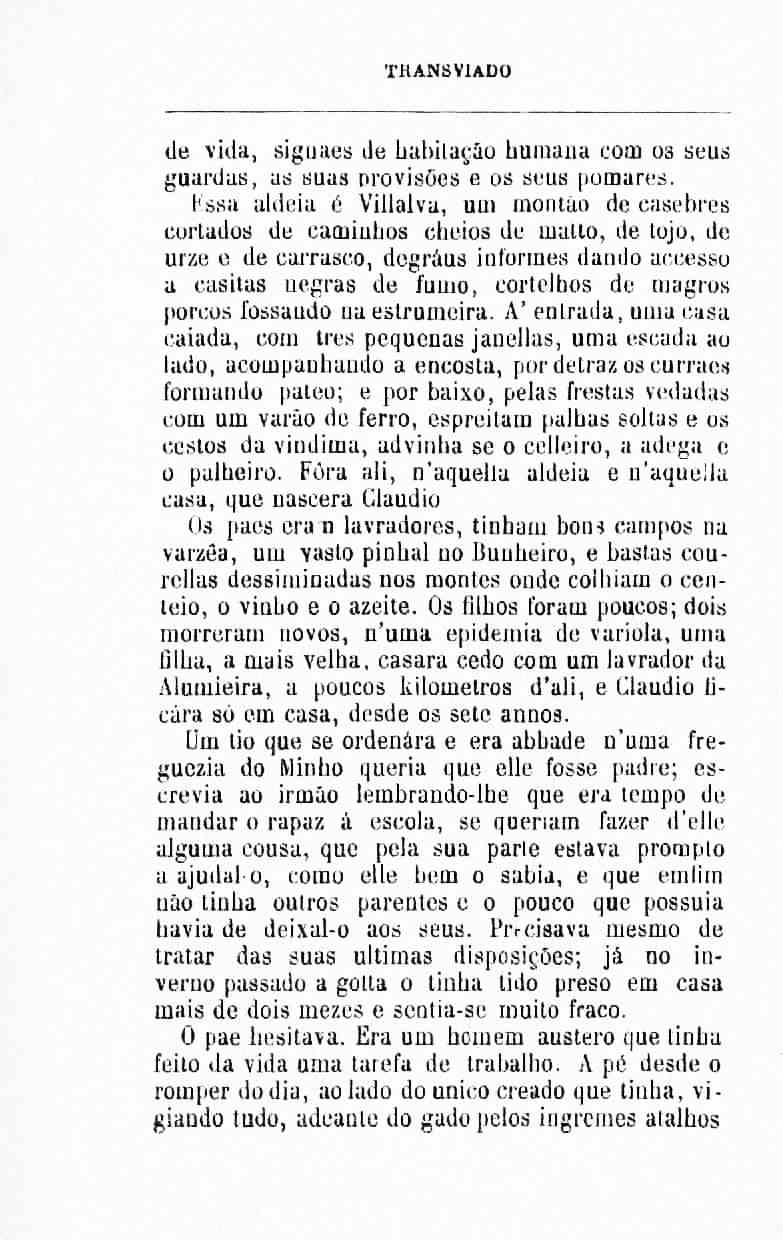 TRANSVIADO
de vida, signaes de habitação humana com os seus
guardas, as suas provisões e os seus pomares.
Essa aldeia é Villalva, um montão de casebres
cortados de caminhos cheios de matto, de tojo, de
urze e de carrasco, degráus informes dando accesso
a casitas negras de fumo, cortelhos de magros
porcos fossando na estrumeira. A' entrada, uma casa
caiada, com tres pequenas janellas, uma escada ao
lado, acompanhando a encosta, por detraz os curraes
formando pateo; e por baixo, pelas frestas vedadas
com um varão de ferro, espreitam palhas soltas e os
cestos da vindima, advinha se o celleiro, a adega e
o palheiro. Fôra ali, n'aquella aldeia e n'aquella
casa, que nascera Claudio
Os paes eram lavradores, tinham bons campos na
varzêa, um vasto pinhal no Bunheiro, e bastas cou-
rellas dessiminadas nos montes onde colhiam o cen-
teio, o vinho e o azeite. Os filhos foram poucos; dois
morreram novos, n'uma epidemia de variola, uma
filha, a mais velha, casara cedo com um lavrador da
Alumieira, a poucos kilometros d'ali, e Claudio fi-
cára só em casa, desde os sete annos.
Um tio que se ordenára e era abbade n'uma fre-
guezia do Minho queria que elle fosse padre; es-
crevia ao irmão lembrando-lhe que era tempo de
mandar o rapaz á escola, se queriam fazer d'elle
alguma cousa, que pela sua parte estava prompto
a ajudal-o, como elle bem o sabia, e que emfim
não tinha outros parentes e o pouco que possuia
havia de deixal-o aos seus. Precisava mesmo de
tratar das suas ultimas disposições; já no in-
verno passado a gotta o tinha tido preso em casa
mais de dois mezes e sentia-se muito fraco.
O pae hesitava. Era um homem austero que tinha
feito da vida uma tarefa de trabalho. A pé desde o
romper do dia, ao lado do unico creado que tinha, vi-
giando tudo, adeante do gado pelos ingremes atalhos